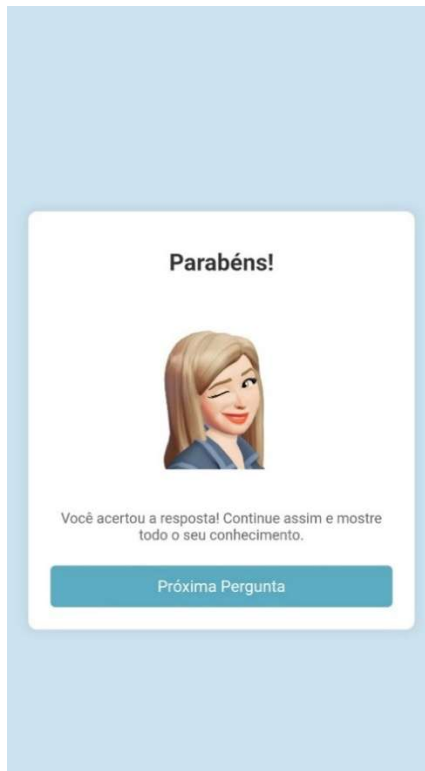 Parabéns!
Você acertou a resposta! Continue assim e mostre
todo o seu conhecimento.
Próxima Pergunta